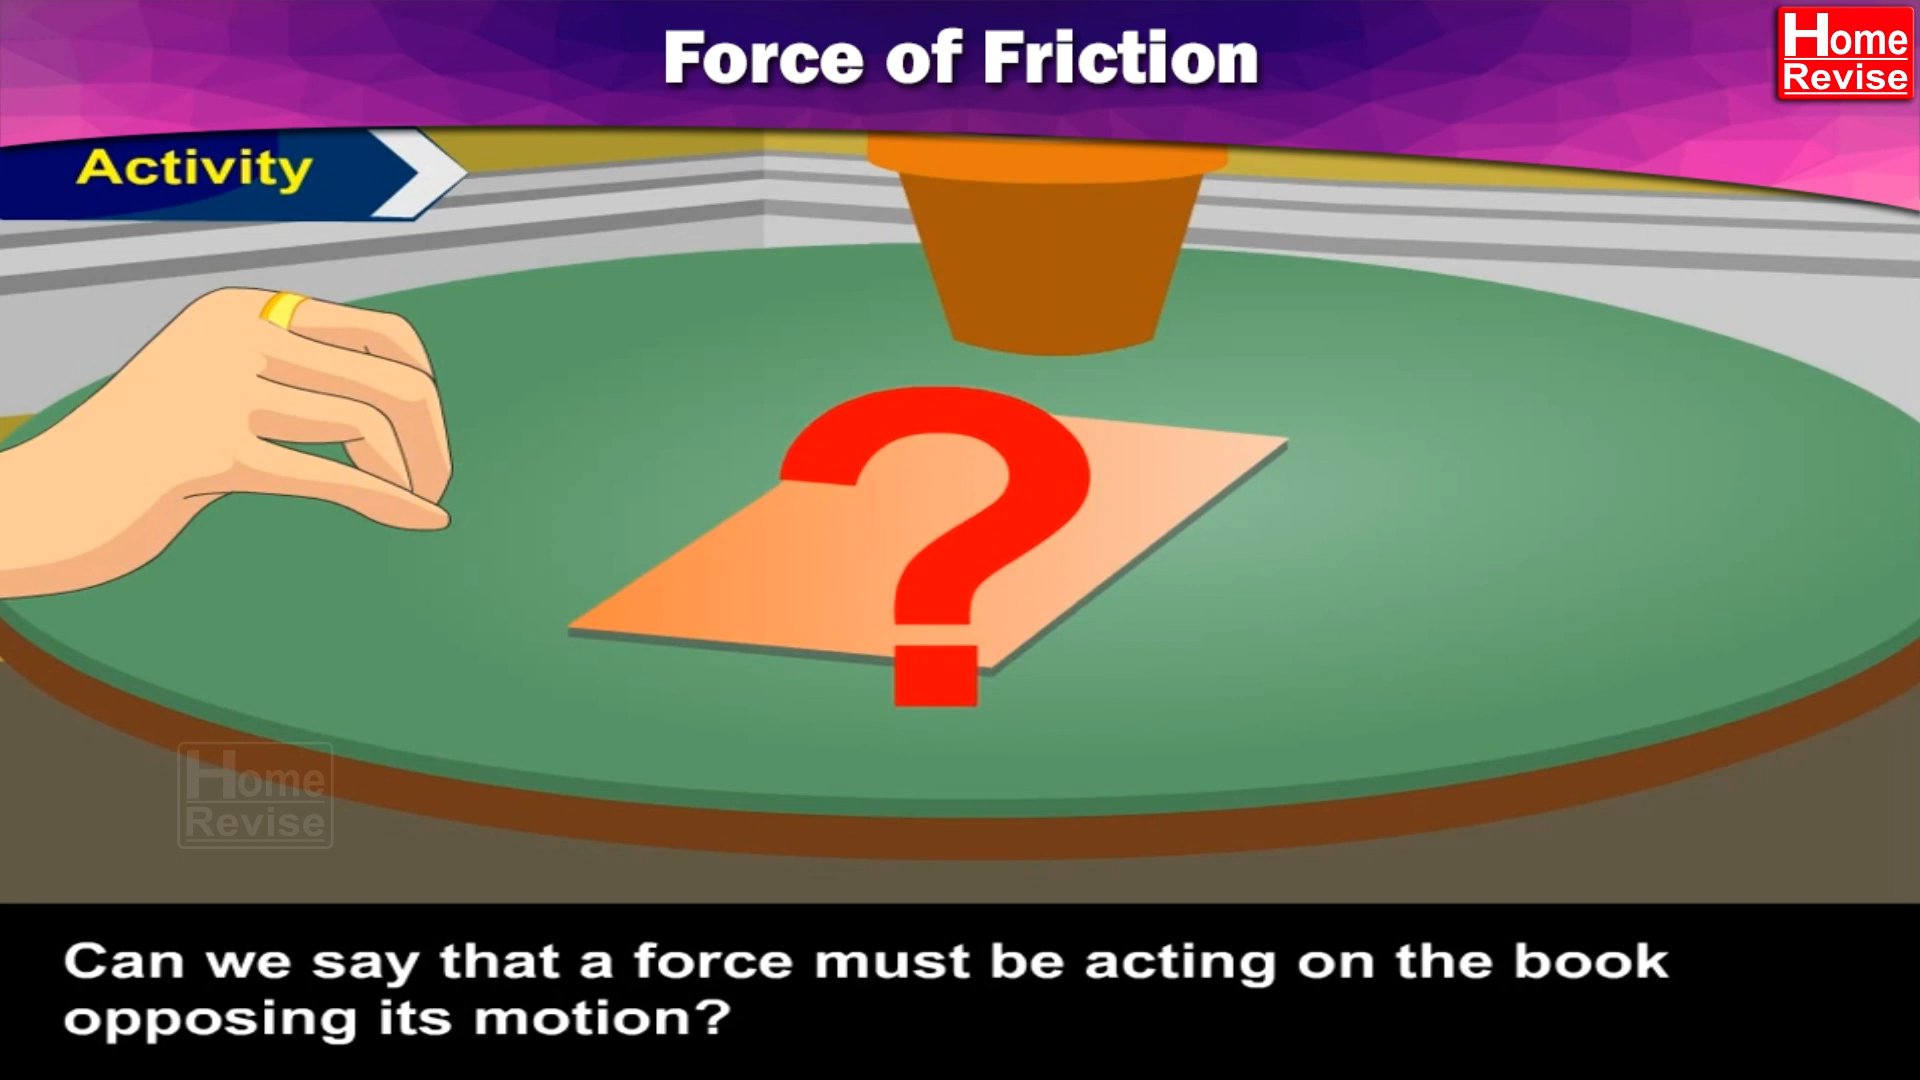 Force of Friction
Home
Revise
Activity
Home
Revise
Can we say that a force must be acting on the book
opposing its motion?